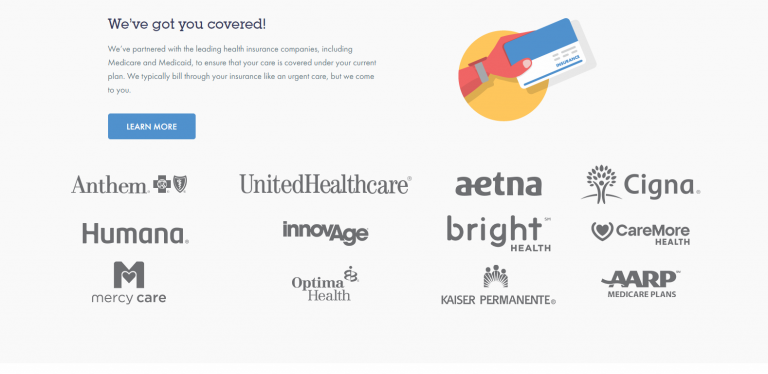 We've got you covered!
We've partnered with the leading health insurance companies, including
Medicare and Medicaid, to ensure that your care is covered under your current
plan. We typically bill through your insurance like an urgent care, but we come
to you.
INSURANCE
LEARN MORE
Anthem
UnitedHealthcare®
aetna
Cigna®
Humana®
innovAge
bright℠
HEALTH
CareMore
HEALTH
mercy care
Optima
Health
KAISER PERMANENTE®
AARP
MEDICARE PLANS